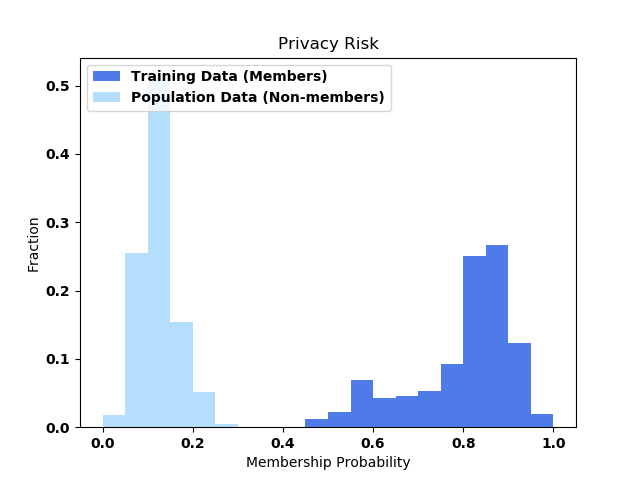 Privacy Risk
Training Data (Members)
Population Data (Non-members)
0.5
0.4
0.3
0.2
0.1
0.0
Fraction
0.0 0.2 0.4 0.6 0.8 1.0
Membership Probability